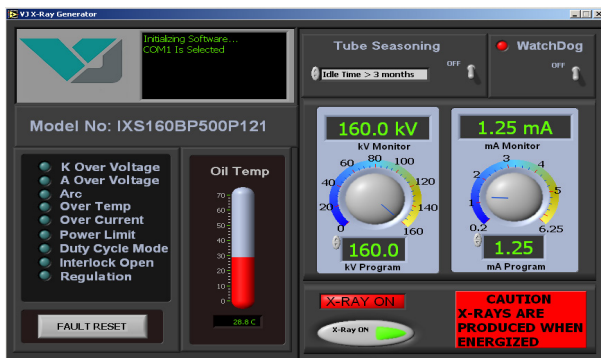 VJ X-Ray Generator
Initializing Software...
COM1 Is Selected
Tube Seasoning
OFF
Idle Time > 3 months
WatchDog
OFF
Model No: IXS160BP500P121
K Over Voltage
A Over Voltage
Arc
Over Temp
Over Current
Power Limit
Duty Cycle Mode
Interlock Open
Regulation
FAULT RESET
Oil Temp
70
60
50
40
30
20
10
0
28.8 C
160.0 kV
kV Monitor
0
20
40
60
80
100
120
140
160
160.0
kV Program
1.25 mA
mA Monitor
0.2
1
2
3
4
5
6.25
1.25
mA Program
X-RAY ON
X-Ray ON
CAUTION
X-RAYS ARE
PRODUCED WHEN
ENERGIZED